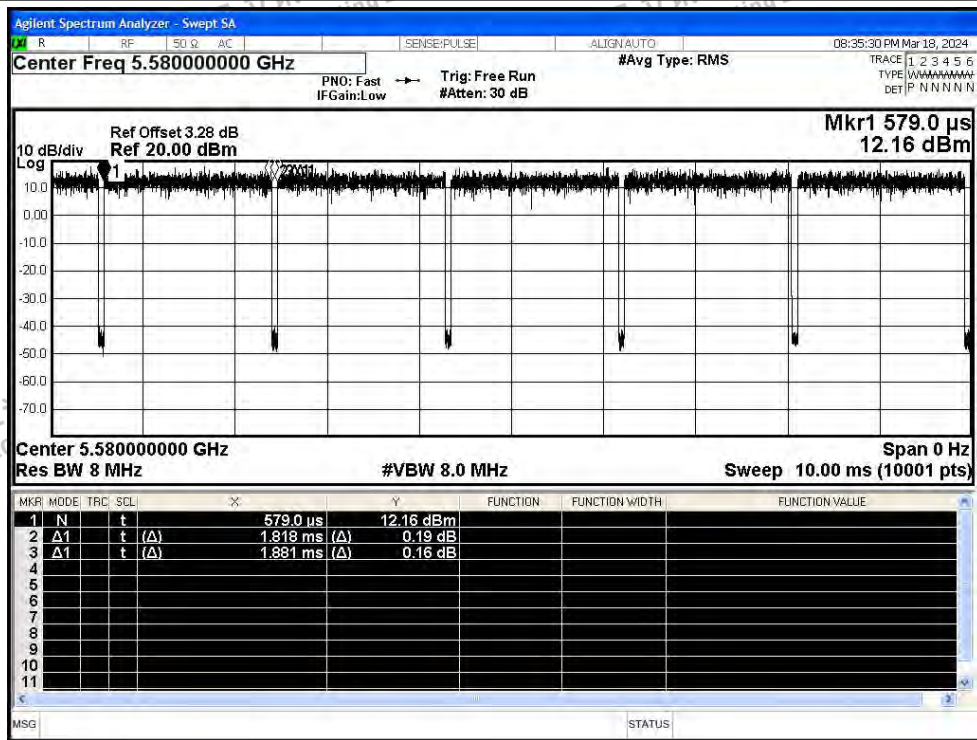 Agilent Spectrum Analyzer - Swept SA
R RF 50 Ω AC SENSE:PULSE ALIGN AUTO 08:35:30 PM Mar 18, 2024
Center Freq 5.580000000 GHz
#Avg Type: RMS
TRACE 1 2 3 4 5 6
TYPE
DET P N N N N N
PNO: Fast
IFGain:Low
Trig: Free Run
#Atten: 30 dB
Mkr1 579.0 µs
12.16 dBm
Ref Offset 3.28 dB
10 dB/div Ref 20.00 dBm
Log
1
10.0
0.00
-10.0
-20.0
-30.0
-40.0
-50.0
-60.0
-70.0
Center 5.580000000 GHz Span 0 Hz
Res BW 8 MHz #VBW 8.0 MHz Sweep 10.00 ms (10001 pts)
MKR MODE TRC SCL X Y FUNCTION FUNCTION WIDTH FUNCTION VALUE
1 N t 579.0 µs 12.16 dBm
2 Δ1 t (Δ) 1.818 ms (Δ) 0.19 dB
3 Δ1 t (Δ) 1.881 ms (Δ) 0.16 dB
4
5
6
7
8
9
10
11
MSG STATUS